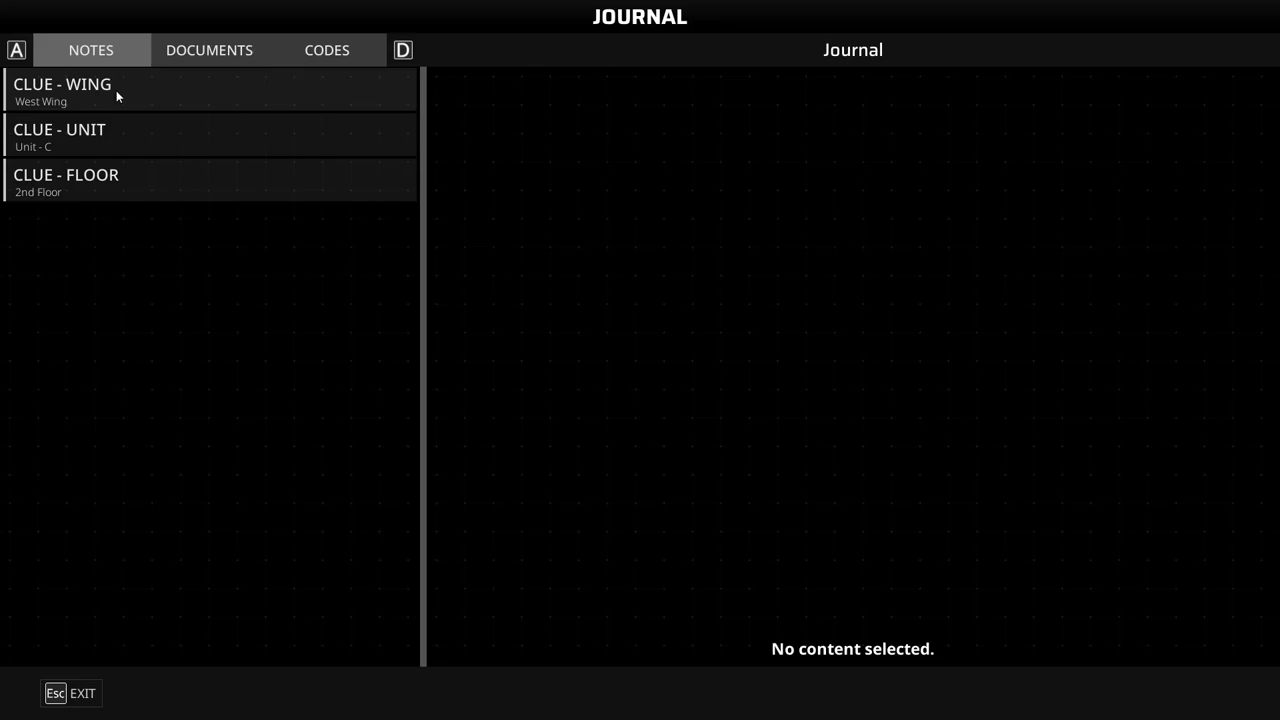 JOURNAL
A NOTES DOCUMENTS CODES D
Journal
CLUE - WING
West Wing
CLUE - UNIT
Unit - C
CLUE - FLOOR
2nd Floor
No content selected.
Esc EXIT